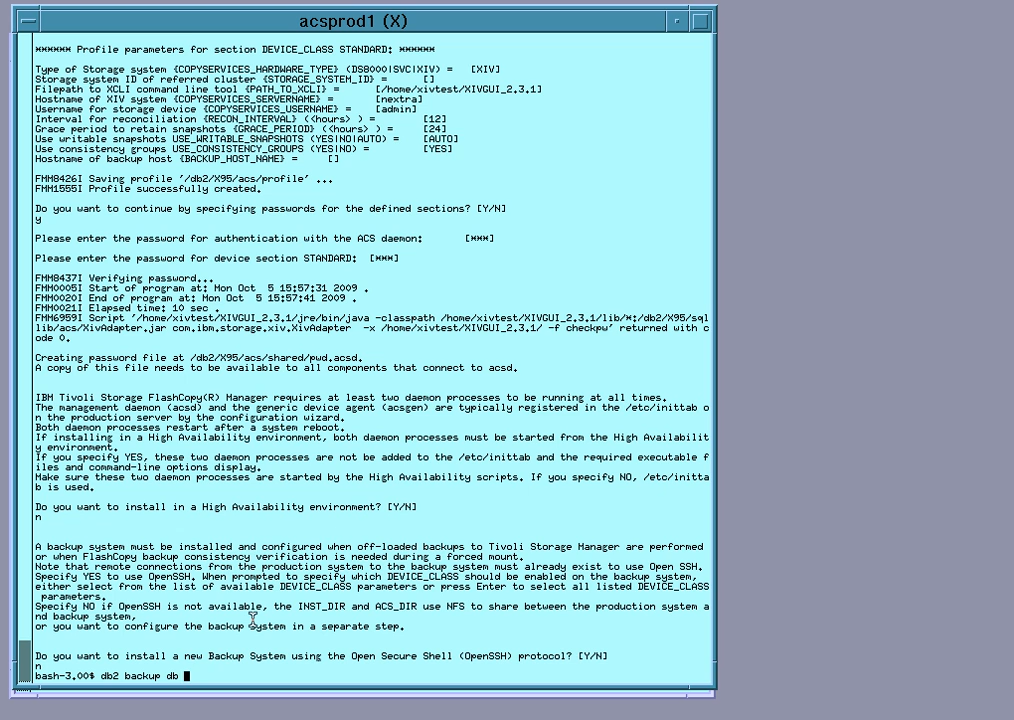 acsprod1 (X)
****** Profile parameters for section DEVICE_CLASS STANDARD: ******
Type of Storage system {COPYSERVICES_HARDWARE_TYPE} (DS8000|SVC|XIV) =   [XIV]
Storage system ID of referred cluster {STORAGE_SYSTEM_ID} =      []
Filepath to XCLI command line tool {PATH_TO_XCLI} =      [/home/xivtest/XIVGUI_2.3.1]
Hostname of XIV system {COPYSERVICES_SERVERNAME} =      [nextra]
Username for storage device {COPYSERVICES_USERNAME} =    [admin]
Interval for reconciliation {RECON_INTERVAL} (<hours> ) =        [12]
Grace period to retain snapshots {GRACE_PERIOD} (<hours> ) =     [24]
Use writable snapshots USE_WRITABLE_SNAPSHOTS (YES|NO|AUTO) =    [AUTO]
Use consistency groups USE_CONSISTENCY_GROUPS (YES|NO) =         [YES]
Hostname of backup host {BACKUP_HOST_NAME} =     []
FMM8426I Saving profile '/db2/X95/acs/profile' ...
FMM1555I Profile successfully created.
Do you want to continue by specifying passwords for the defined sections? [Y/N]
y
Please enter the password for authentication with the ACS daemon:       [***]
Please enter the password for device section STANDARD:  [***]
FMM8437I Verifying password...
FMM0005I Start of program at: Mon Oct  5 15:57:31 2009 .
FMM0020I End of program at: Mon Oct  5 15:57:41 2009 .
FMM0021I Elapsed time: 10 sec .
FMM6959I Script '/home/xivtest/XIVGUI_2.3.1/jre/bin/java -classpath /home/xivtest/XIVGUI_2.3.1/lib/*:/db2/X95/sql
lib/acs/XivAdapter.jar com.ibm.storage.xiv.XivAdapter  -x /home/xivtest/XIVGUI_2.3.1/ -f checkpw' returned with c
ode 0.
Creating password file at /db2/X95/acs/shared/pwd.acsd.
A copy of this file needs to be available to all components that connect to acsd.
IBM Tivoli Storage FlashCopy(R) Manager requires at least two daemon processes to be running at all times.
The management daemon (acsd) and the generic device agent (acsgen) are typically registered in the /etc/inittab o
n the production server by the configuration wizard.
Both daemon processes restart after a system reboot.
If installing in a High Availability environment, both daemon processes must be started from the High Availabilit
y environment.
If you specify YES, these two daemon processes are not be added to the /etc/inittab and the required executable f
iles and command-line options display.
Make sure these two daemon processes are started by the High Availability scripts. If you specify NO, /etc/initta
b is used.
Do you want to install in a High Availability environment? [Y/N]
n
A backup system must be installed and configured when off-loaded backups to Tivoli Storage Manager are performed
or when FlashCopy backup consistency verification is needed during a forced mount.
Note that remote connections from the production system to the backup system must already exist to use Open SSH.
Specify YES to use OpenSSH. When prompted to specify which DEVICE_CLASS should be enabled on the backup system,
either select from the list of available DEVICE_CLASS parameters or press Enter to select all listed DEVICE_CLASS
 parameters.
Specify NO if OpenSSH is not available, the INST_DIR and ACS_DIR use NFS to share between the production system a
nd backup system,
or you want to configure the backup system in a separate step.
Do you want to install a new Backup System using the Open Secure Shell (OpenSSH) protocol? [Y/N]
n
bash-3.00$ db2 backup db